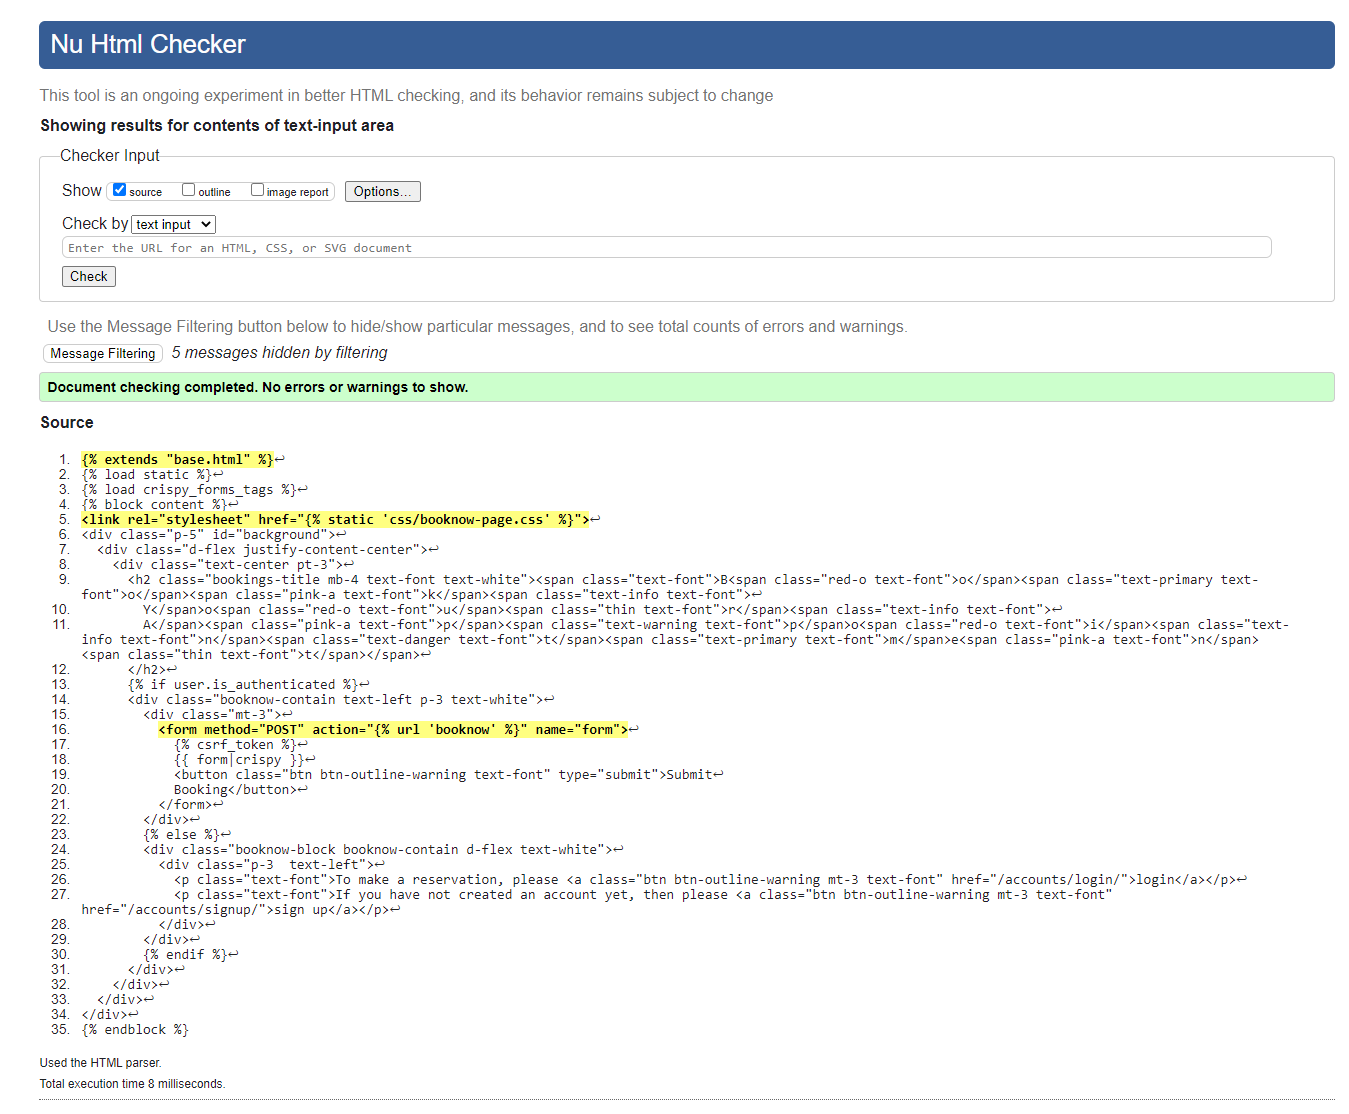 Nu Html Checker
This tool is an ongoing experiment in better HTML checking, and its behavior remains subject to change
Showing results for contents of text-input area
Checker Input
Show source outline image report Options...
Check by text input
Enter the URL for an HTML, CSS, or SVG document
Check
Use the Message Filtering button below to hide/show particular messages, and to see total counts of errors and warnings.
Message Filtering 5 messages hidden by filtering
Document checking completed. No errors or warnings to show.
Source
1. {% extends "base.html" %}↩
2. {% load static %}↩
3. {% load crispy_forms_tags %}↩
4. {% block content %}↩
5. <link rel="stylesheet" href="{% static 'css/booknow-page.css' %}">↩
6. <div class="p-5" id="background">↩
7. <div class="d-flex justify-content-center">↩
8. <div class="text-center pt-3">↩
9. <h2 class="bookings-title mb-4 text-font text-white"><span class="text-font">B<span class="red-o text-font">o</span><span class="text-primary text-
font">o</span><span class="pink-a text-font">k</span><span class="text-info text-font">↩
10. Y</span>o<span class="red-o text-font">u</span><span class="thin text-font">r</span><span class="text-info text-font">↩
11. A</span><span class="pink-a text-font">p</span><span class="text-warning text-font">p</span>o<span class="red-o text-font">i</span><span class="text-
info text-font">n</span><span class="text-danger text-font">t</span><span class="text-primary text-font">m</span>e<span class="pink-a text-font">n</span>
<span class="thin text-font">t</span></span>↩
12. </h2>↩
13. {% if user.is_authenticated %}↩
14. <div class="booknow-contain text-left p-3 text-white">↩
15. <div class="mt-3">↩
16. <form method="POST" action="{% url 'booknow' %}" name="form">↩
17. {% csrf_token %}↩
18. {{ form|crispy }}↩
19. <button class="btn btn-outline-warning text-font" type="submit">Submit↩
20. Booking</button>↩
21. </form>↩
22. </div>↩
23. {% else %}↩
24. <div class="booknow-block booknow-contain d-flex text-white">↩
25. <div class="p-3  text-left">↩
26. <p class="text-font">To make a reservation, please <a class="btn btn-outline-warning mt-3 text-font" href="/accounts/login/">login</a></p>↩
27. <p class="text-font">If you have not created an account yet, then please <a class="btn btn-outline-warning mt-3 text-font"
href="/accounts/signup/">sign up</a></p>↩
28. </div>↩
29. </div>↩
30. {% endif %}↩
31. </div>↩
32. </div>↩
33. </div>↩
34. </div>↩
35. {% endblock %}
Used the HTML parser.
Total execution time 8 milliseconds.